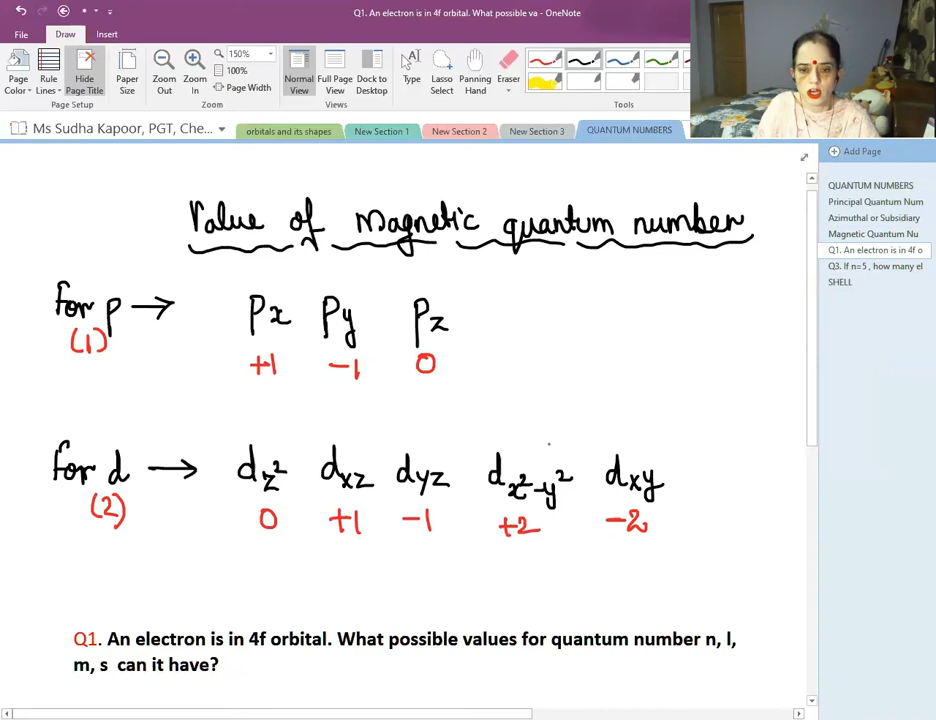 Q1. An electron is in 4f orbital. What possible va - OneNote
File Draw Insert
150%
100%
Page Width
Page Color
Rule Lines
Hide Page Title
Paper Size
Zoom Out
Zoom In
Normal View
Full Page View
Dock to Desktop
Type
Lasso Select
Panning Hand
Eraser
Page Setup Zoom Views Tools
Ms Sudha Kapoor, PGT, Che... orbitals and its shapes New Section 1 New Section 2 New Section 3 QUANTUM NUMBERS
Add Page
QUANTUM NUMBERS
Principal Quantum Num
Azimuthal or Subsidiary
Magnetic Quantum Nu
Q1. An electron is in 4f o
Q3. If n=5 , how many el
SHELL
Value of Magnetic quantum number
for p → px py pz
(1) +1 −1 0
for d → dz² dxz dyz dx²-y² dxy
(2) 0 +1 −1 +2 −2
Q1. An electron is in 4f orbital. What possible values for quantum number n, l,
m, s can it have?